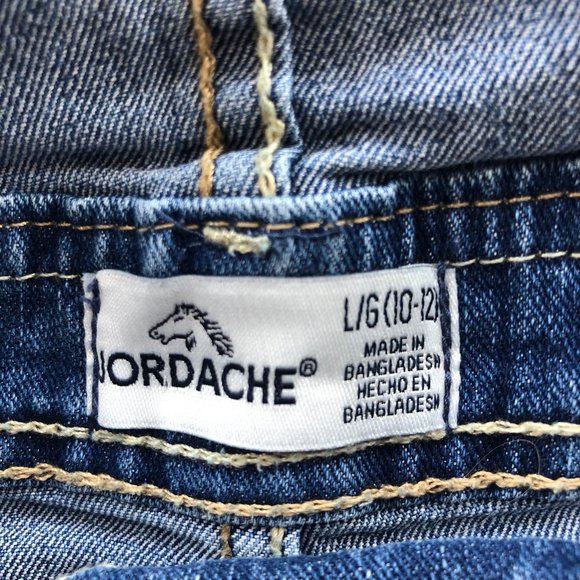 JORDACHE®
L/G (10-12)
MADE IN
BANGLADESH
HECHO EN
BANGLADESH